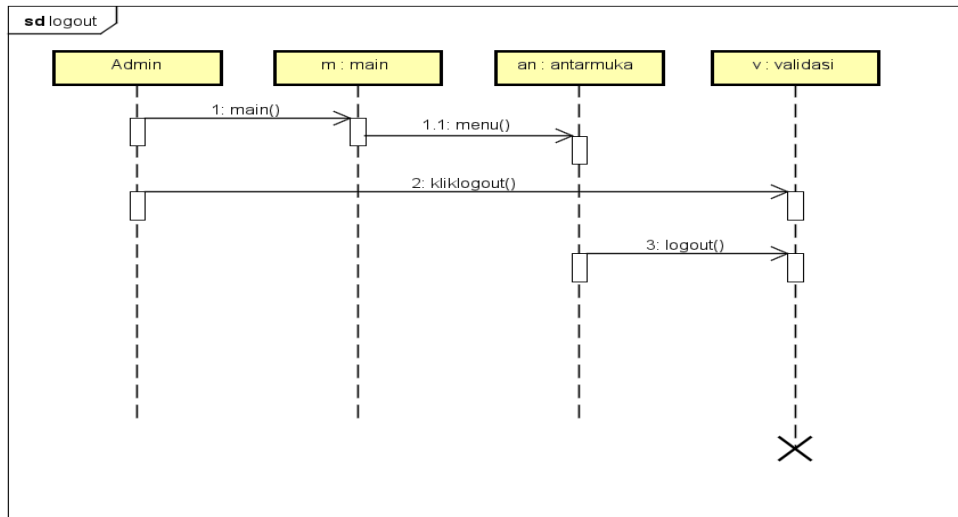 sd logout
Admin
m : main
an : antarmuka
v : validasi
1: main()
1.1: menu()
2: kliklogout()
3: logout()